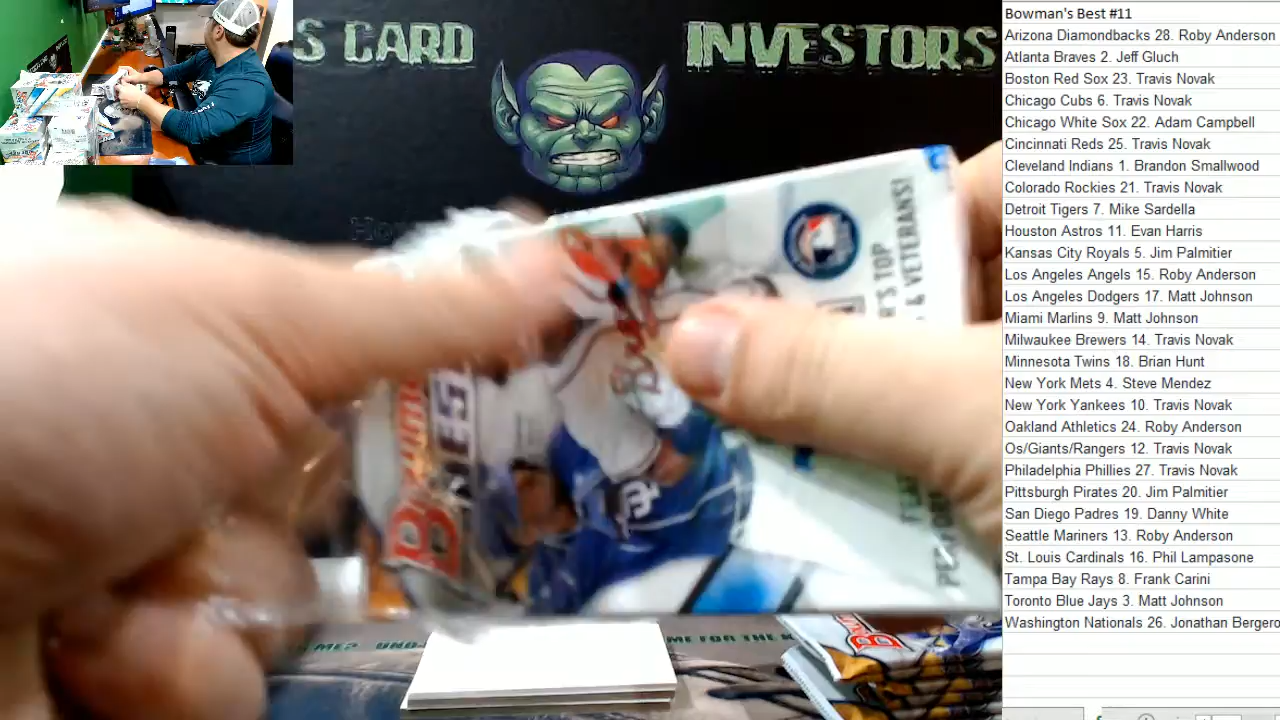 S CARD INVESTORS
'S TOP
& VETERANS!
Bowman's Best #11
Arizona Diamondbacks 28. Roby Anderson
Atlanta Braves 2. Jeff Gluch
Boston Red Sox 23. Travis Novak
Chicago Cubs 6. Travis Novak
Chicago White Sox 22. Adam Campbell
Cincinnati Reds 25. Travis Novak
Cleveland Indians 1. Brandon Smallwood
Colorado Rockies 21. Travis Novak
Detroit Tigers 7. Mike Sardella
Houston Astros 11. Evan Harris
Kansas City Royals 5. Jim Palmitier
Los Angeles Angels 15. Roby Anderson
Los Angeles Dodgers 17. Matt Johnson
Miami Marlins 9. Matt Johnson
Milwaukee Brewers 14. Travis Novak
Minnesota Twins 18. Brian Hunt
New York Mets 4. Steve Mendez
New York Yankees 10. Travis Novak
Oakland Athletics 24. Roby Anderson
Os/Giants/Rangers 12. Travis Novak
Philadelphia Phillies 27. Travis Novak
Pittsburgh Pirates 20. Jim Palmitier
San Diego Padres 19. Danny White
Seattle Mariners 13. Roby Anderson
St. Louis Cardinals 16. Phil Lampasone
Tampa Bay Rays 8. Frank Carini
Toronto Blue Jays 3. Matt Johnson
Washington Nationals 26. Jonathan Bergero